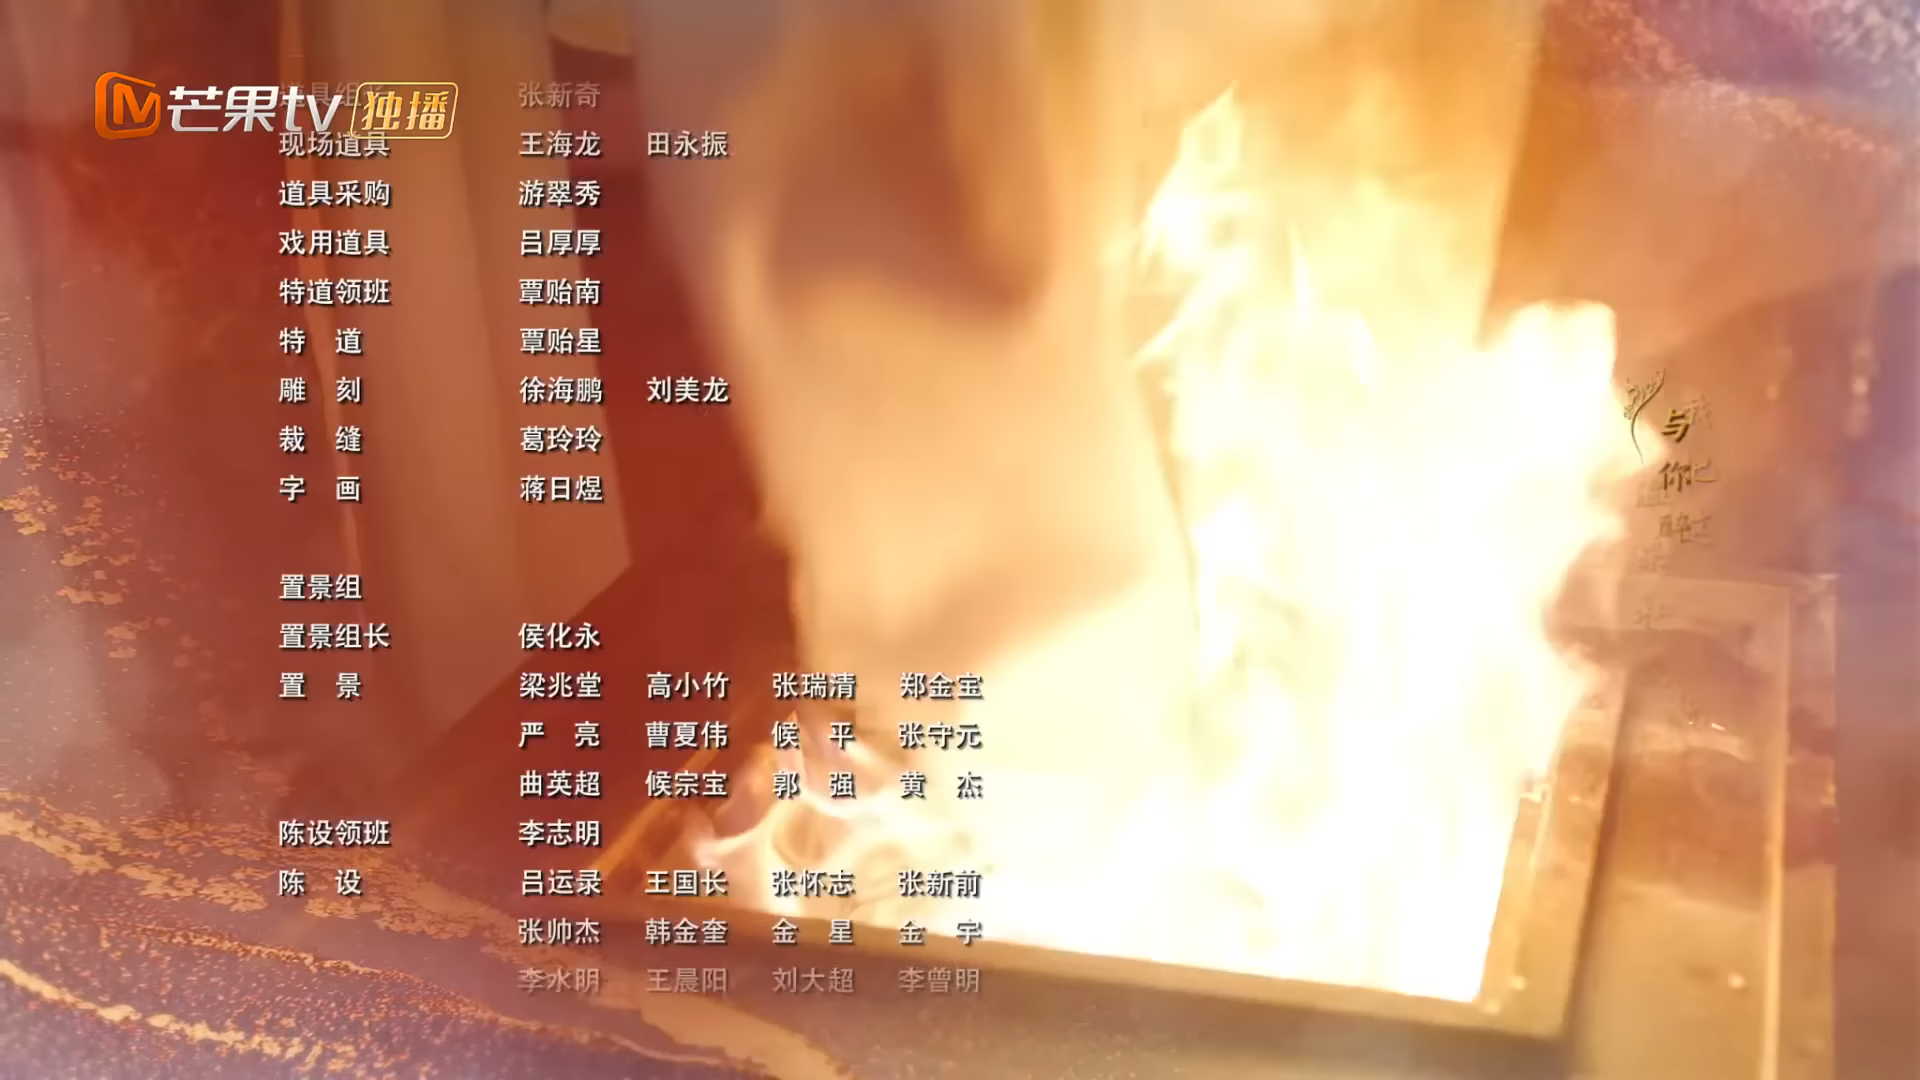 芒果tv 独播
道具组长 张新奇
现场道具 王海龙 田永振
道具采购 游翠秀
戏用道具 吕厚厚
特道领班 覃贻南
特 道 覃贻星
雕 刻 徐海鹏 刘美龙
裁 缝 葛玲玲
字 画 蒋日煜
置景组
置景组长 侯化永
置 景 梁兆堂 高小竹 张瑞清 郑金宝
严 亮 曹夏伟 候 平 张守元
曲英超 候宗宝 郭 强 黄 杰
陈设领班 李志明
陈 设 吕运录 王国长 张怀志 张新前
张帅杰 韩金奎 金 星 金 宇
李水明 王晨阳 刘大超 李曾明
与
你
醉